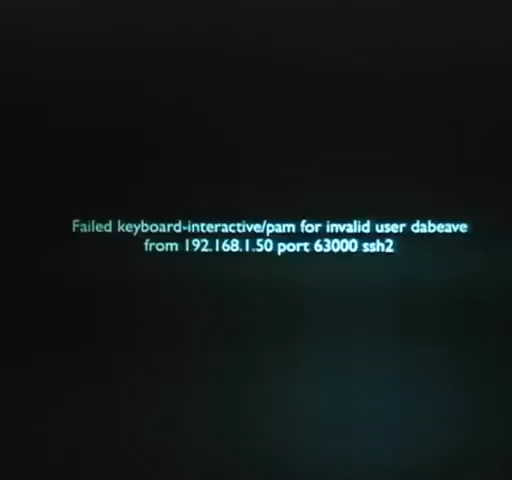 Failed keyboard-interactive/pam for invalid user dabeave
from 192.168.1.50 port 63000 ssh2